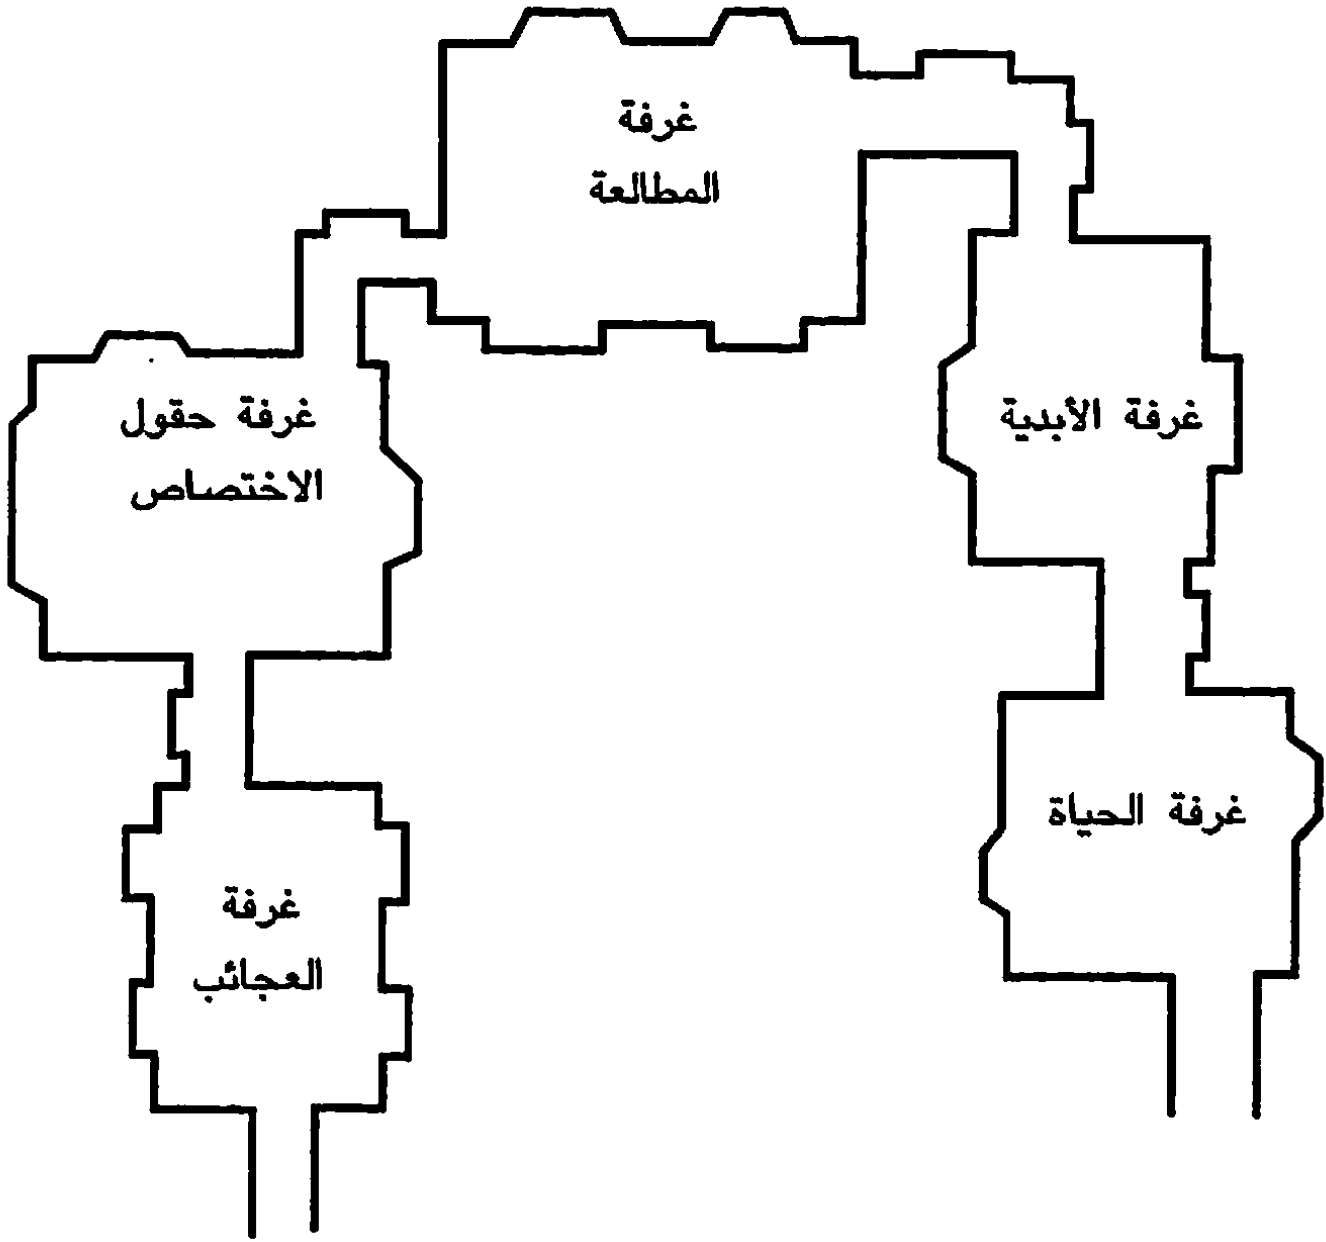 غرفة
المطالعة
غرفة حقول
الاختصاص
غرفة الأبدية
غرفة الحياة
غرفة
العجائب